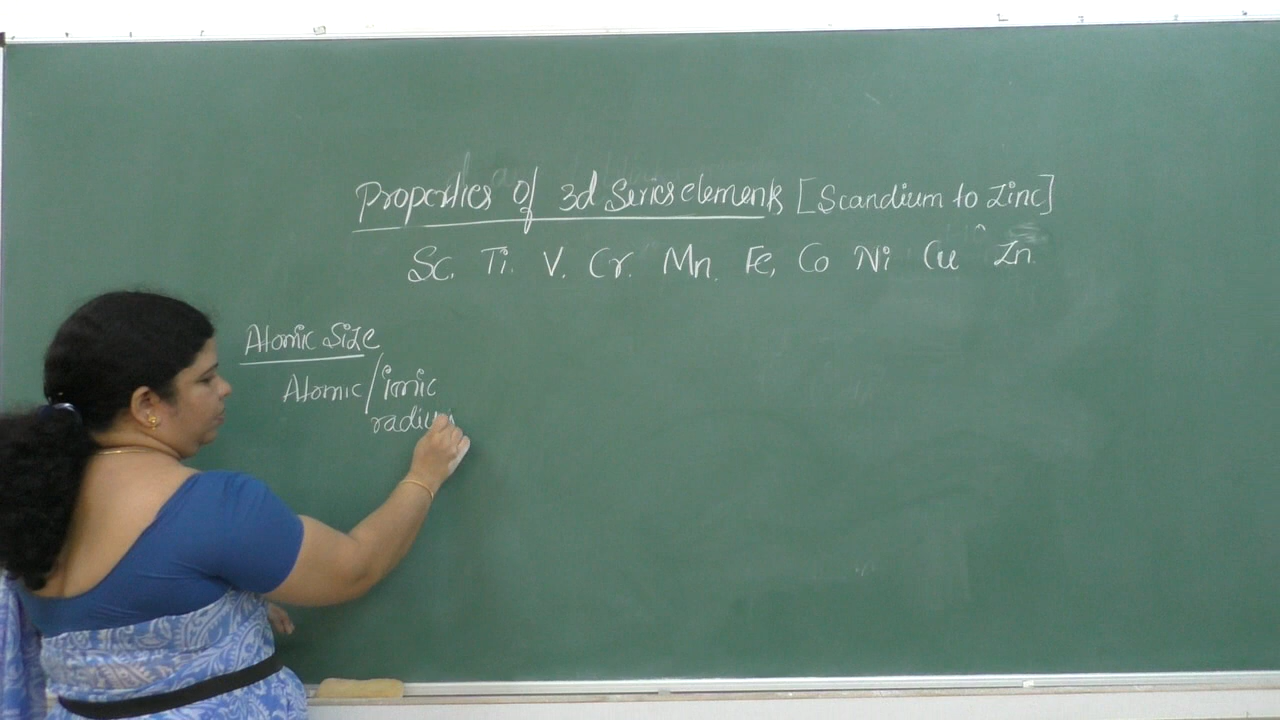 Properties of 3d Series elements [Scandium to Zinc]
Sc. Ti. V. Cr. Mn. Fe, Co Ni Cu Zn
Atomic Size
Atomic/ionic
radius